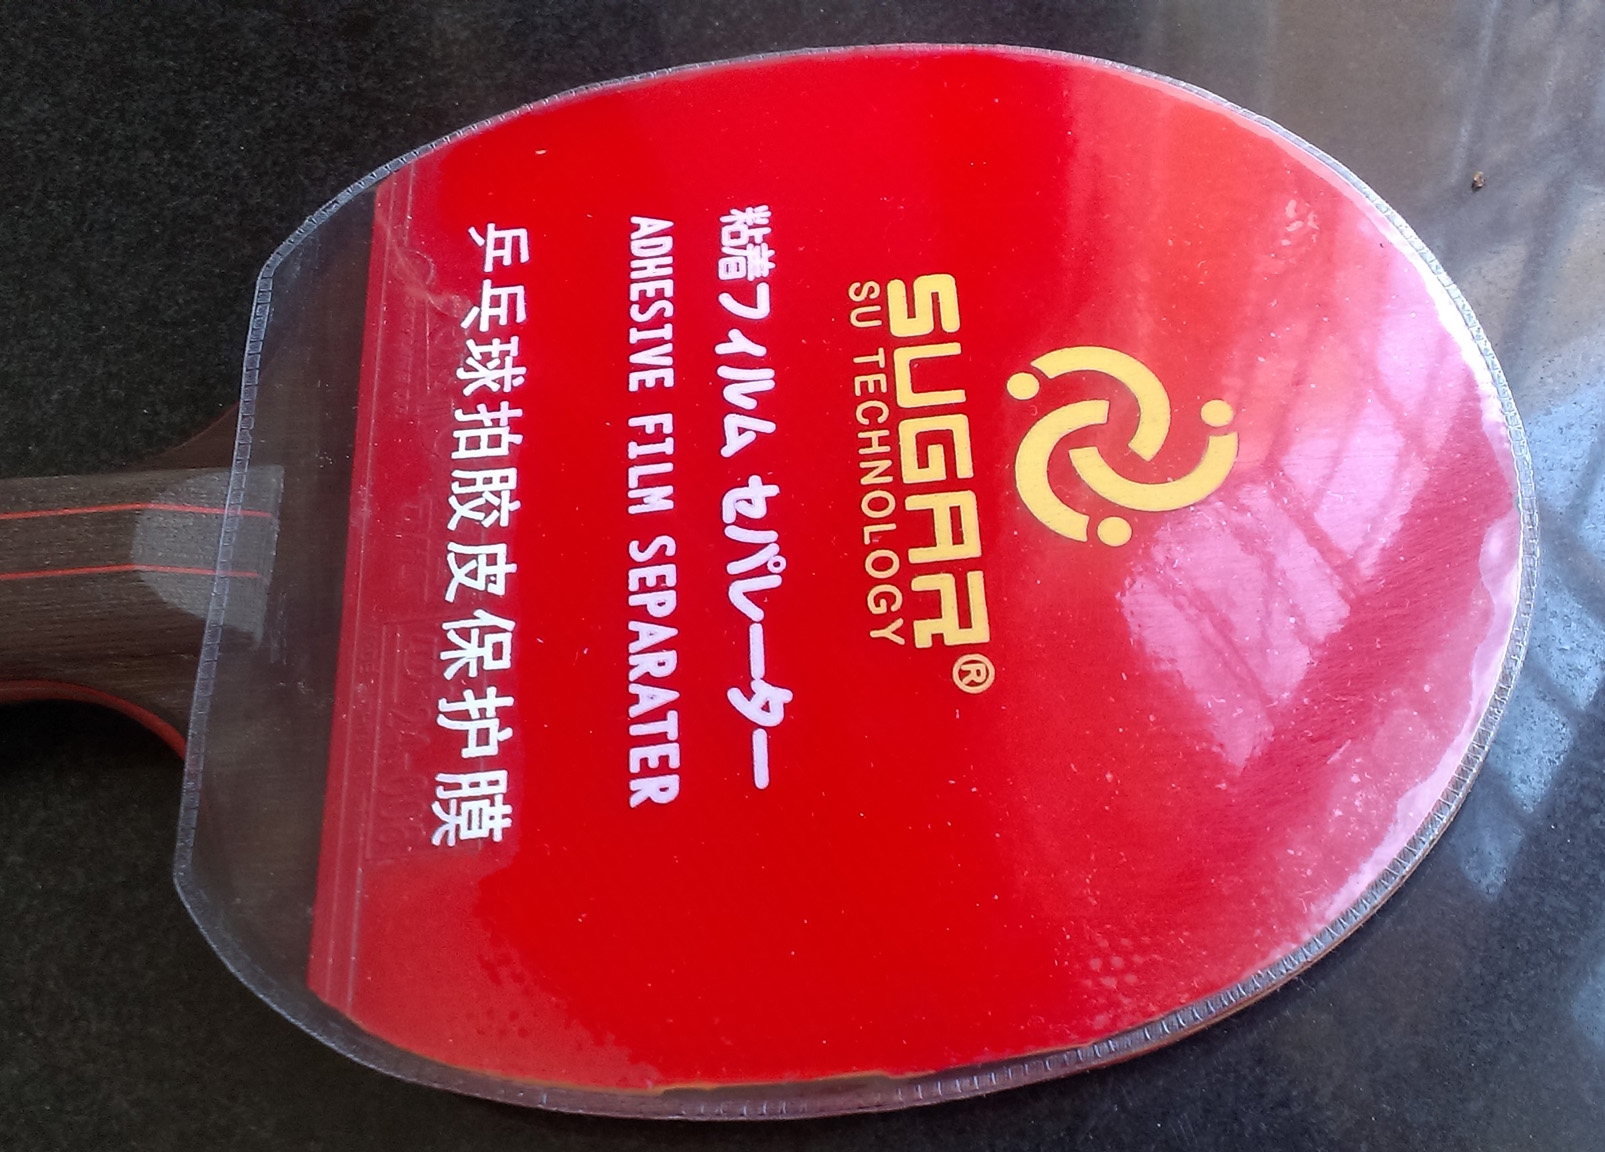 SUGAR®
SU TECHNOLOGY
粘着フィルム セパレーター
ADHESIVE FILM SEPARATER
乒乓球拍胶皮保护膜